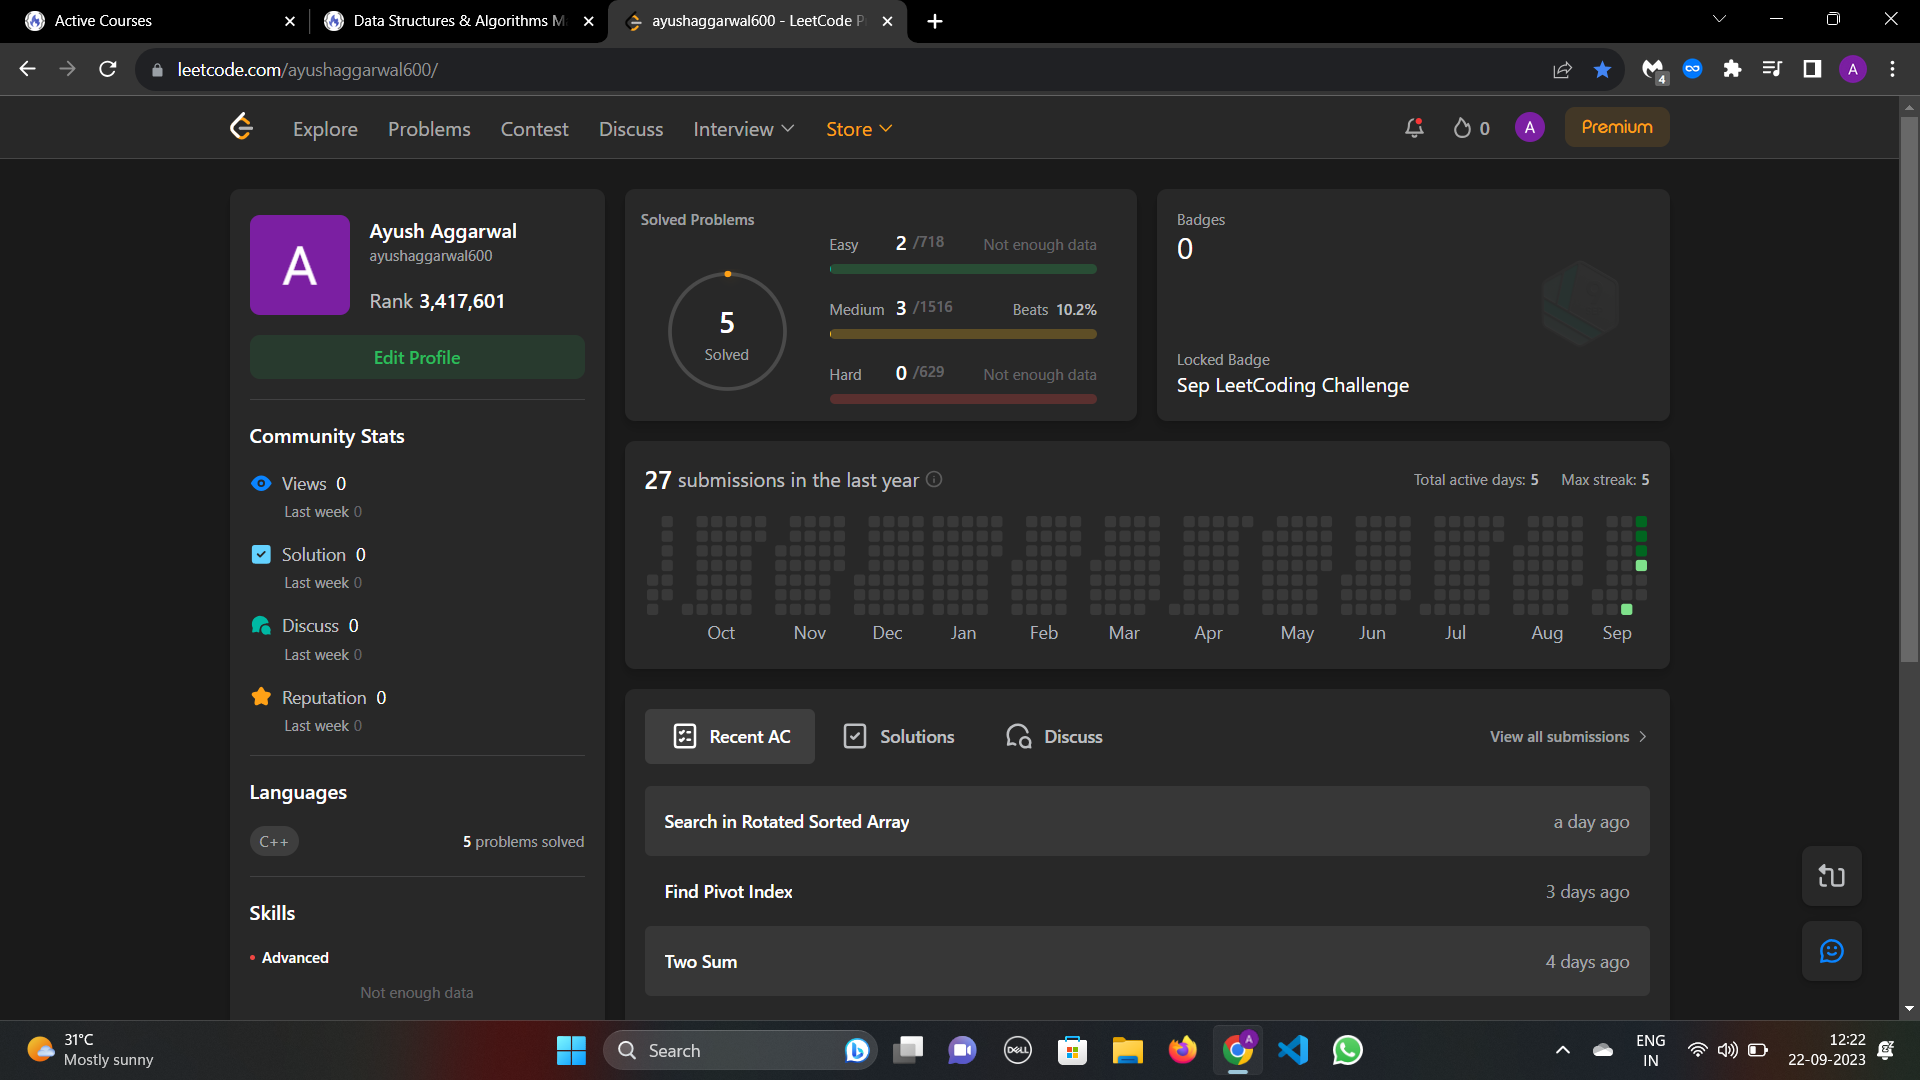 Active Courses
Data Structures & Algorithms M
ayushaggarwal600 - LeetCode P
leetcode.com/ayushaggarwal600/
4
A
Explore
Problems
Contest
Discuss
Interview
Store
0
A
Premium
A
Ayush Aggarwal
ayushaggarwal600
Rank 3,417,601
Edit Profile
Community Stats
Views 0
Last week 0
Solution 0
Last week 0
Discuss 0
Last week 0
Reputation 0
Last week 0
Languages
C++
5 problems solved
Skills
Advanced
Not enough data
Solved Problems
5
Solved
Easy 2 /718 Not enough data
Medium 3 /1516 Beats 10.2%
Hard 0 /629 Not enough data
Badges
0
Locked Badge
Sep LeetCoding Challenge
27 submissions in the last year
Total active days: 5 Max streak: 5
Oct Nov Dec Jan Feb Mar Apr May Jun Jul Aug Sep
Recent AC
Solutions
Discuss
View all submissions
Search in Rotated Sorted Array a day ago
Find Pivot Index 3 days ago
Two Sum 4 days ago
31°C
Mostly sunny
Search
DELL
A
ENG
IN
12:22
22-09-2023